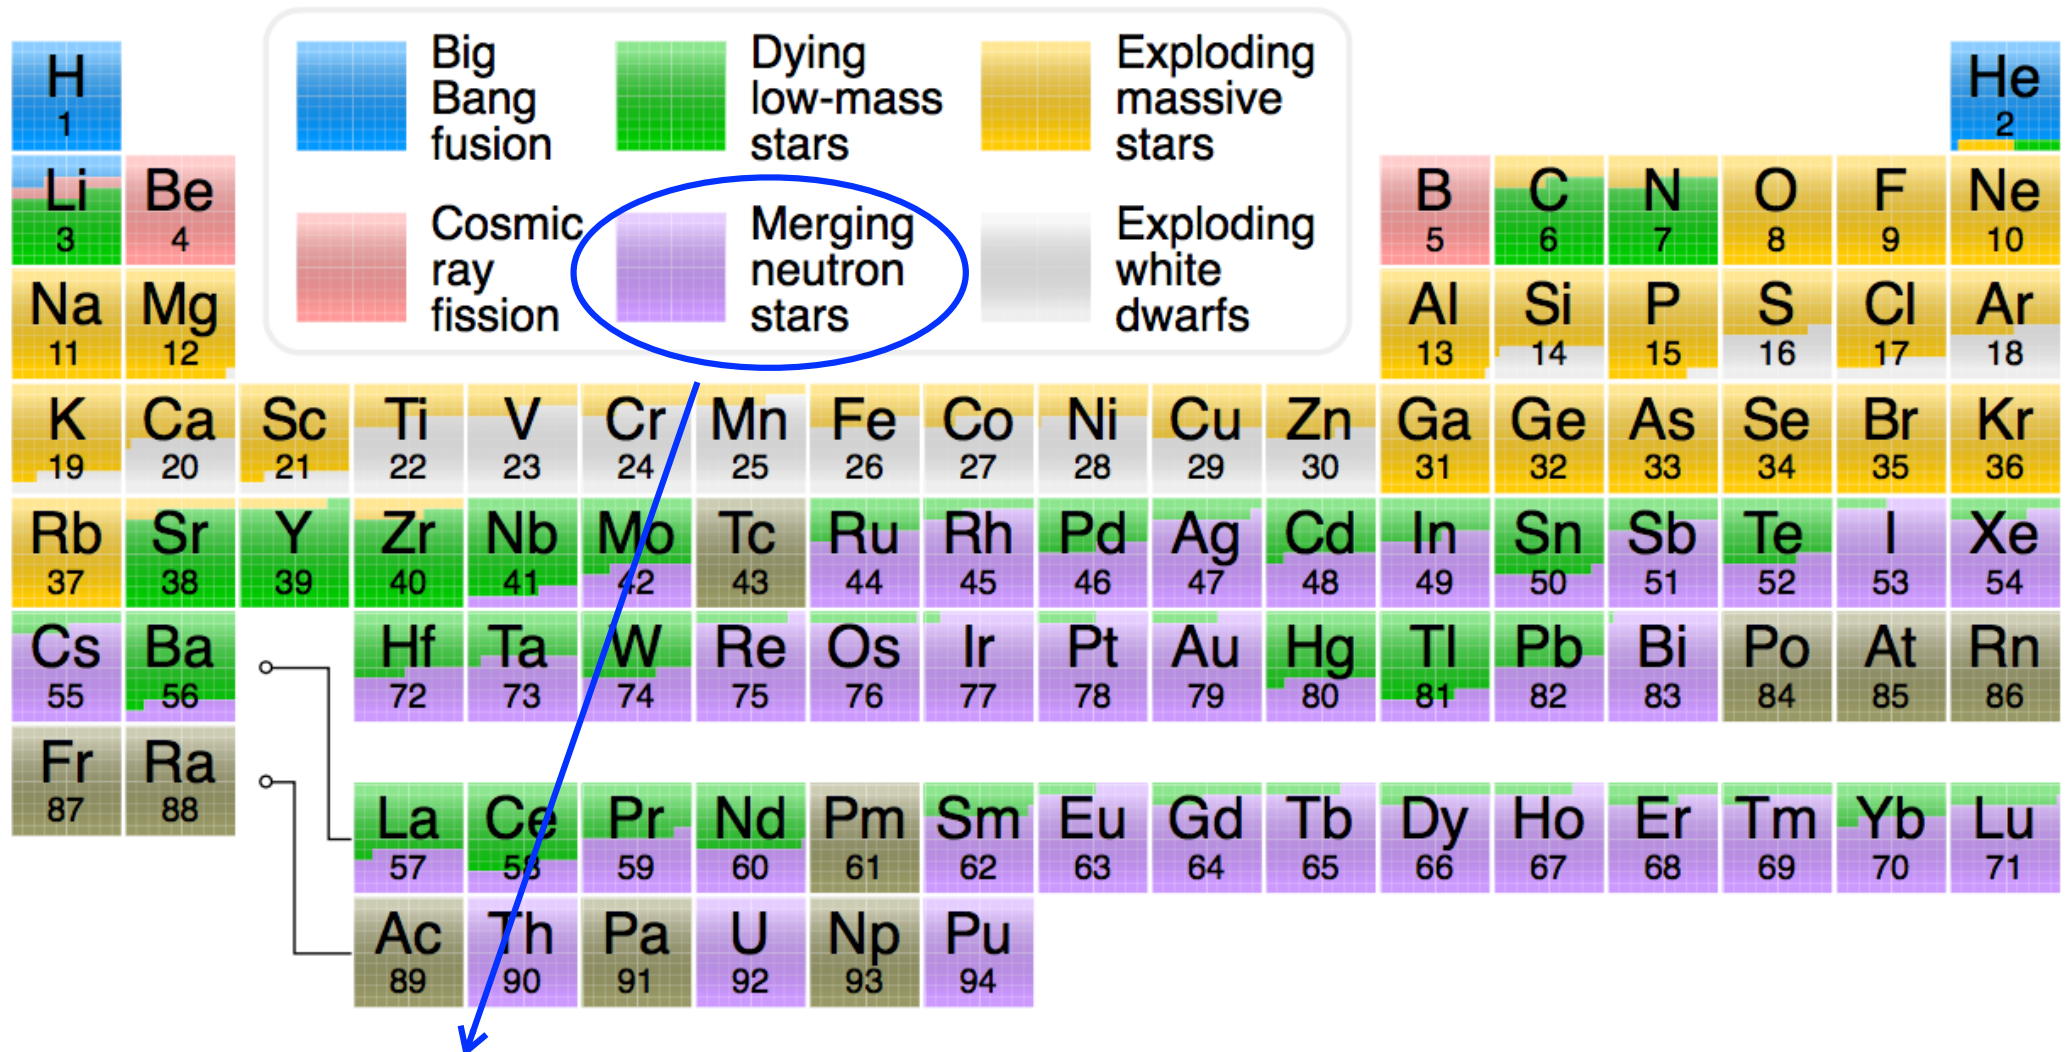 H
1
Big
Bang
fusion
Dying
low-mass
stars
Exploding
massive
stars
He
2
Li
3
Be
4
Cosmic
ray
fission
Merging
neutron
stars
Exploding
white
dwarfs
B
5
C
6
N
7
O
8
F
9
Ne
10
Na
11
Mg
12
Al
13
Si
14
P
15
S
16
Cl
17
Ar
18
K
19
Ca
20
Sc
21
Ti
22
V
23
Cr
24
Mn
25
Fe
26
Co
27
Ni
28
Cu
29
Zn
30
Ga
31
Ge
32
As
33
Se
34
Br
35
Kr
36
Rb
37
Sr
38
Y
39
Zr
40
Nb
41
Mo
42
Tc
43
Ru
44
Rh
45
Pd
46
Ag
47
Cd
48
In
49
Sn
50
Sb
51
Te
52
I
53
Xe
54
Cs
55
Ba
56
Hf
72
Ta
73
W
74
Re
75
Os
76
Ir
77
Pt
78
Au
79
Hg
80
Tl
81
Pb
82
Bi
83
Po
84
At
85
Rn
86
Fr
87
Ra
88
La
57
Ce
58
Pr
59
Nd
60
Pm
61
Sm
62
Eu
63
Gd
64
Tb
65
Dy
66
Ho
67
Er
68
Tm
69
Yb
70
Lu
71
Ac
89
Th
90
Pa
91
U
92
Np
93
Pu
94